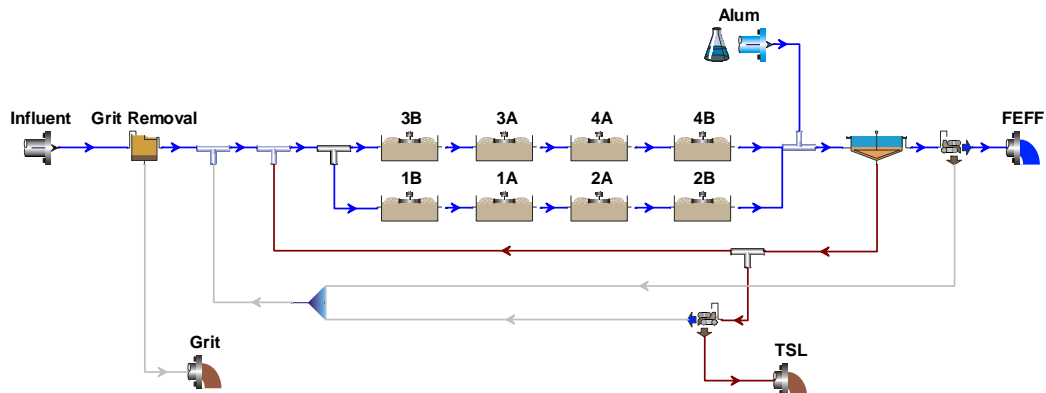 Alum
Influent
Grit Removal
3B
3A
4A
4B
FEFF
1B
1A
2A
2B
Grit
TSL